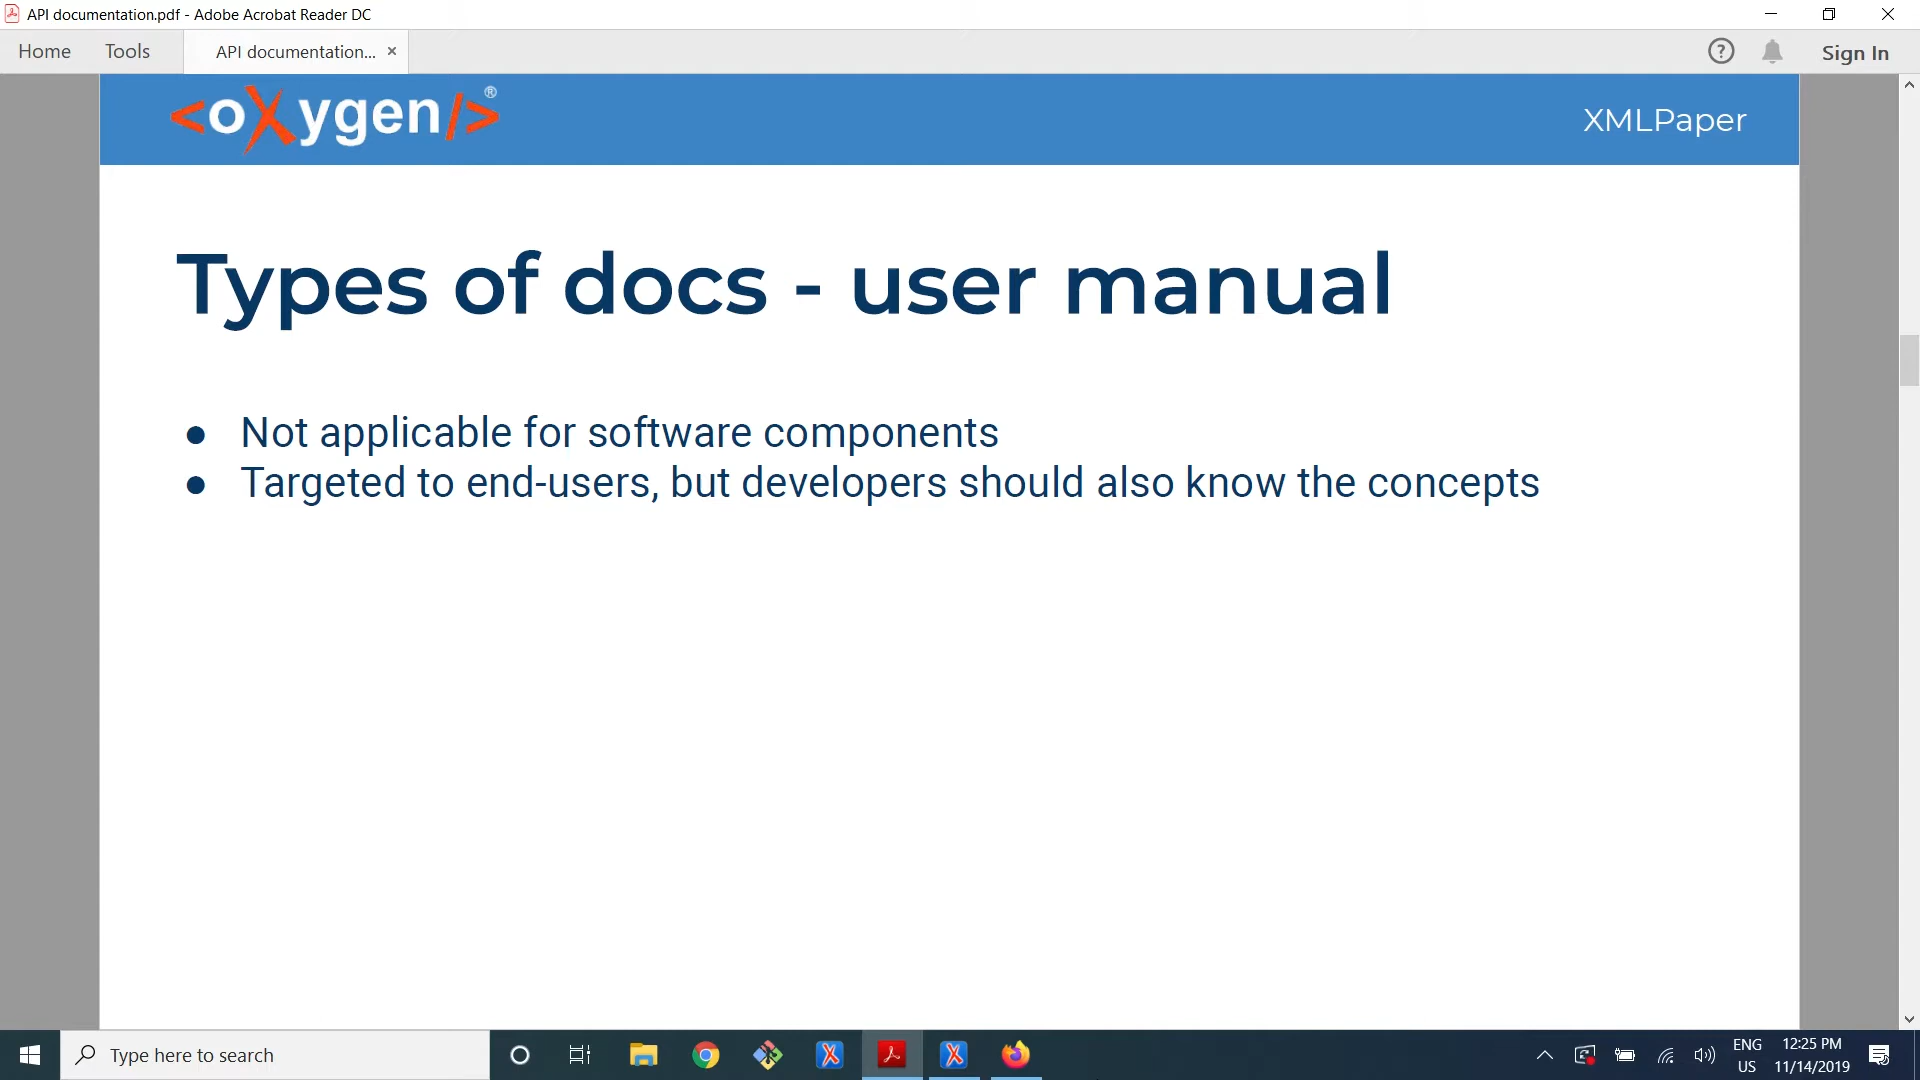 API documentation.pdf - Adobe Acrobat Reader DC
Home Tools API documentation... ×
? Sign In
<oXygen/>®
XMLPaper
Types of docs - user manual
● Not applicable for software components
● Targeted to end-users, but developers should also know the concepts
Type here to search
ENG 12:25 PM
US 11/14/2019